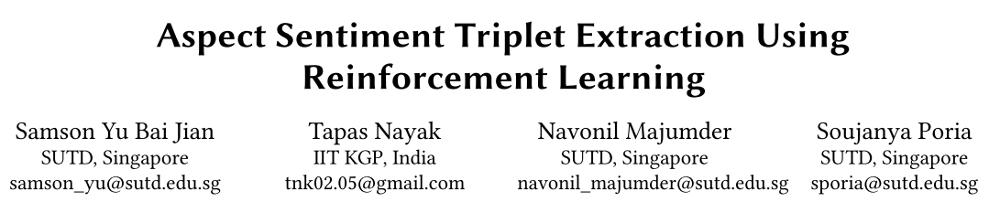 Aspect Sentiment Triplet Extraction Using
Reinforcement Learning
Samson Yu Bai Jian
SUTD, Singapore
samson_yu@sutd.edu.sg
Tapas Nayak
IIT KGP, India
tnk02.05@gmail.com
Navonil Majumder
SUTD, Singapore
navonil_majumder@sutd.edu.sg
Soujanya Poria
SUTD, Singapore
sporia@sutd.edu.sg